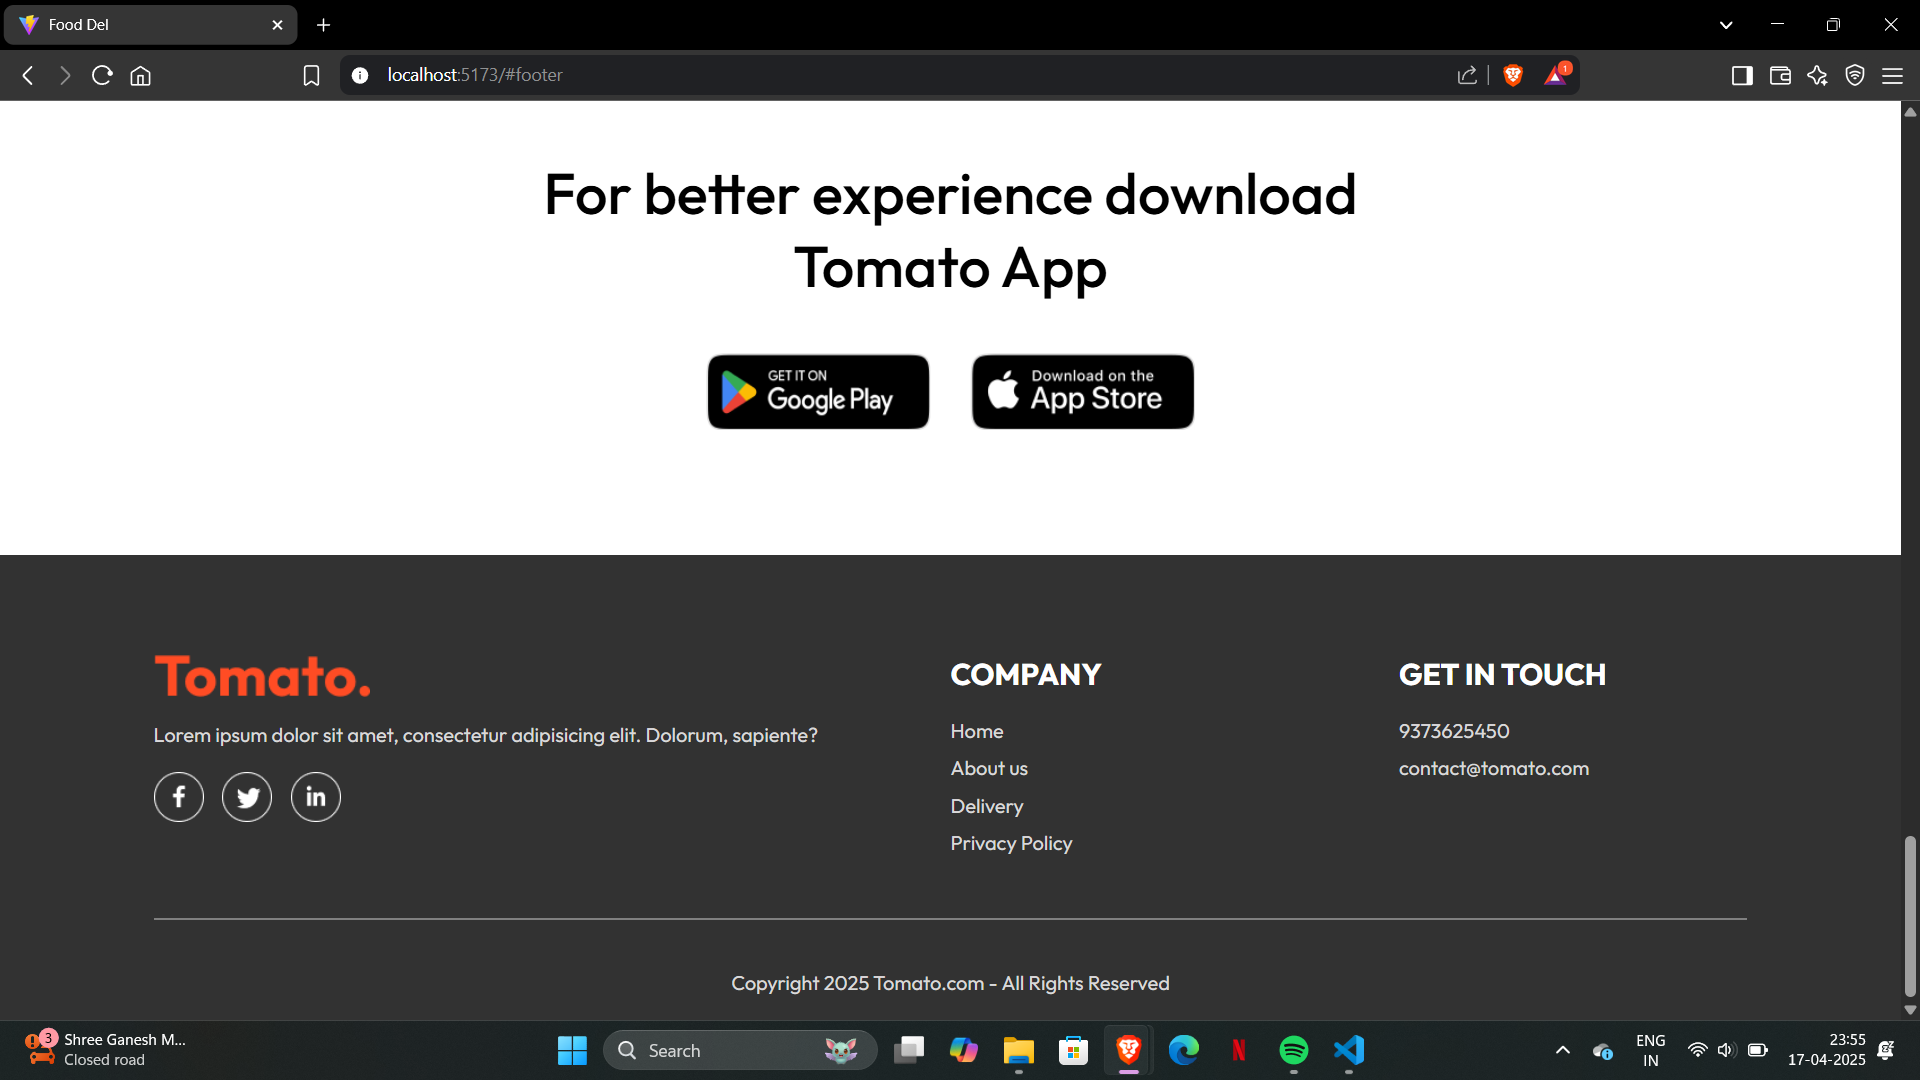 Food Del
localhost:5173/#footer
1
For better experience download
Tomato App
GET IT ON
Google Play
Download on the
App Store
Tomato.
Lorem ipsum dolor sit amet, consectetur adipisicing elit. Dolorum, sapiente?
f
in
COMPANY
Home
About us
Delivery
Privacy Policy
GET IN TOUCH
9373625450
contact@tomato.com
Copyright 2025 Tomato.com - All Rights Reserved
3
Shree Ganesh M...
Closed road
Search
N
ENG
IN
23:55
17-04-2025